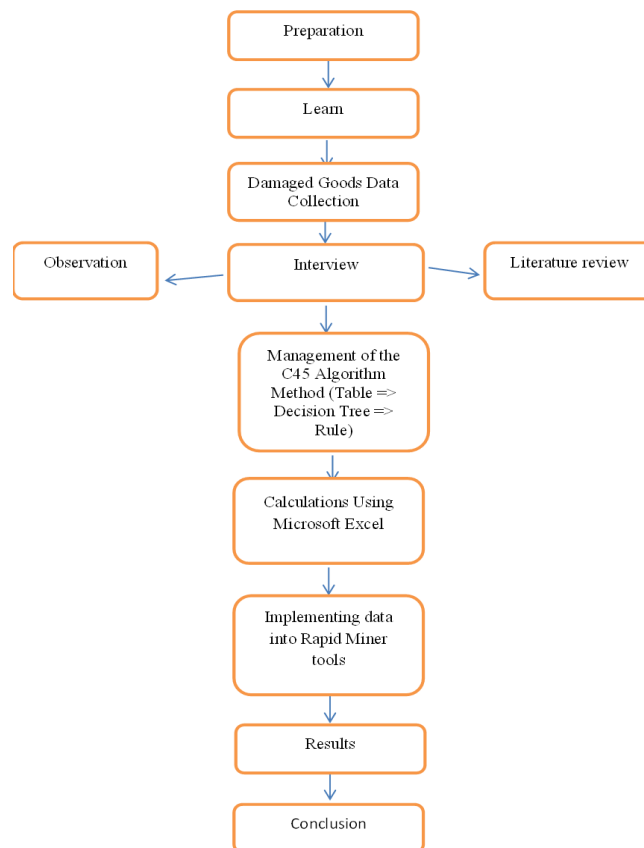 Preparation
Learn
Damaged Goods Data
Collection
Observation
Interview
Literature review
Management of the
C45 Algorithm
Method (Table =>
Decision Tree =>
Rule)
Calculations Using
Microsoft Excel
Implementing data
into Rapid Miner
tools
Results
Conclusion